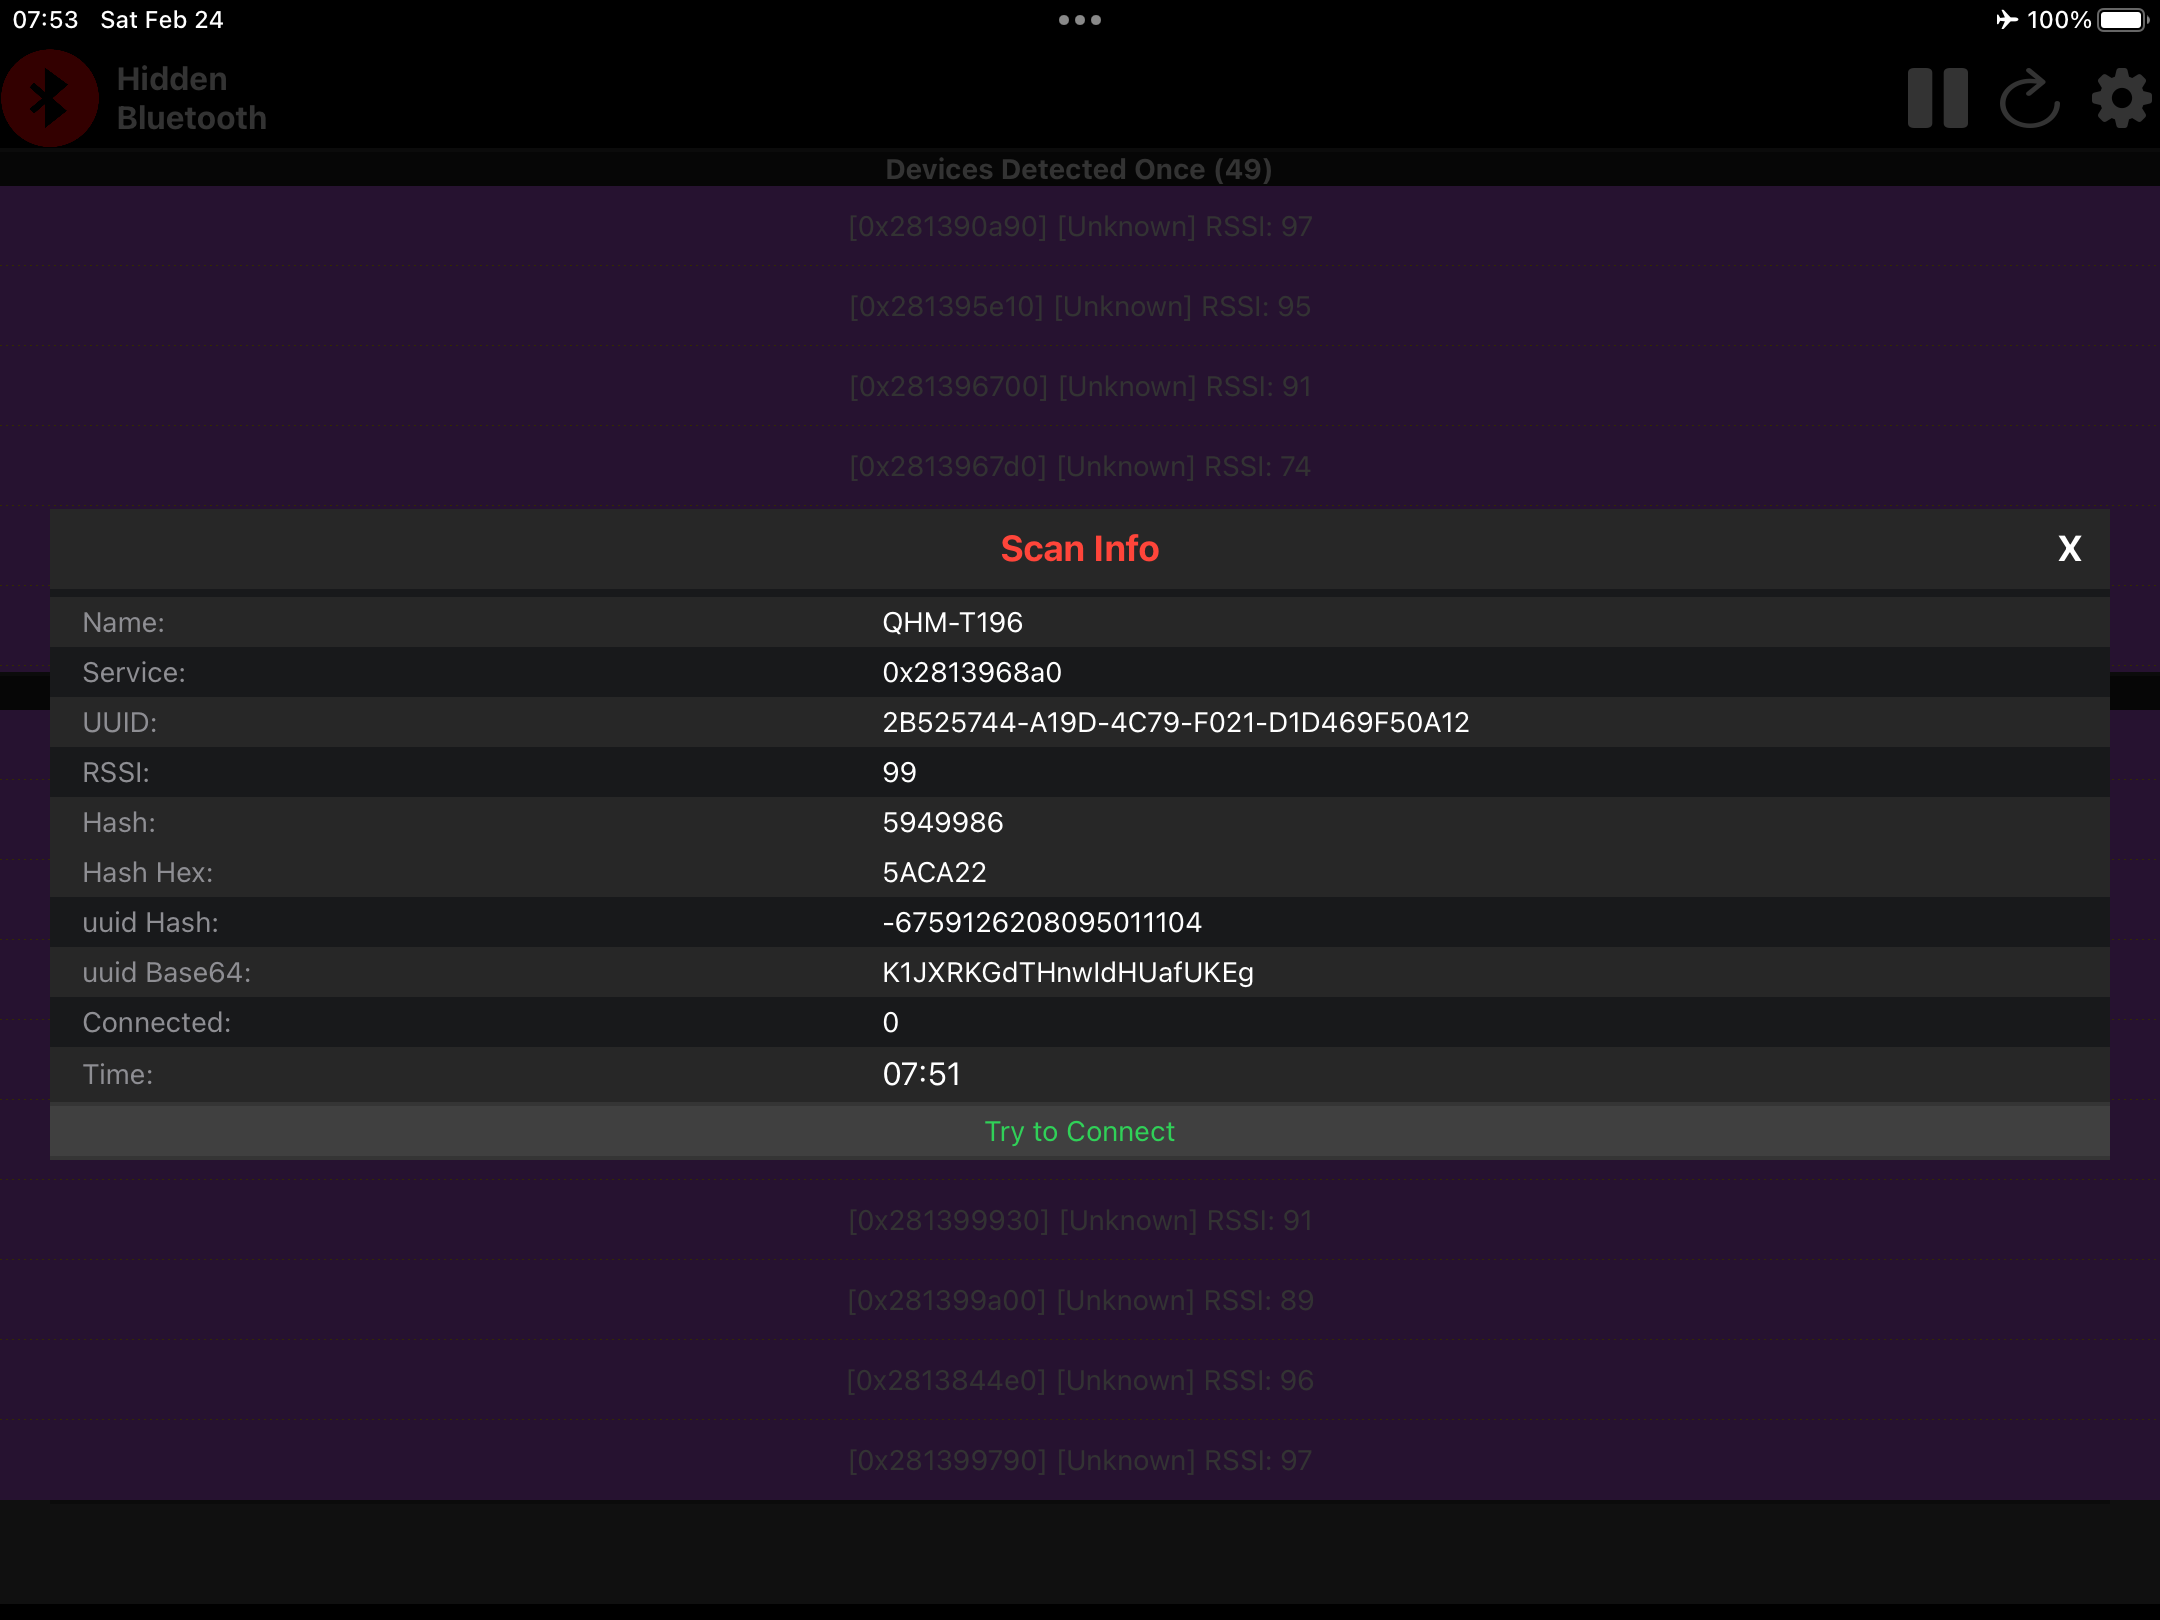 07:53 Sat Feb 24
100%
Hidden
Bluetooth
Devices Detected Once (49)
[0x281390a90] [Unknown] RSSI: 97
[0x281395e10] [Unknown] RSSI: 95
[0x281396700] [Unknown] RSSI: 91
[0x2813967d0] [Unknown] RSSI: 74
Scan Info X
Name: QHM-T196
Service: 0x2813968a0
UUID: 2B525744-A19D-4C79-F021-D1D469F50A12
RSSI: 99
Hash: 5949986
Hash Hex: 5ACA22
uuid Hash: -6759126208095011104
uuid Base64: K1JXRKGdTHnwIdHUafUKEg
Connected: 0
Time: 07:51
Try to Connect
[0x281399930] [Unknown] RSSI: 91
[0x281399a00] [Unknown] RSSI: 89
[0x2813844e0] [Unknown] RSSI: 96
[0x281399790] [Unknown] RSSI: 97